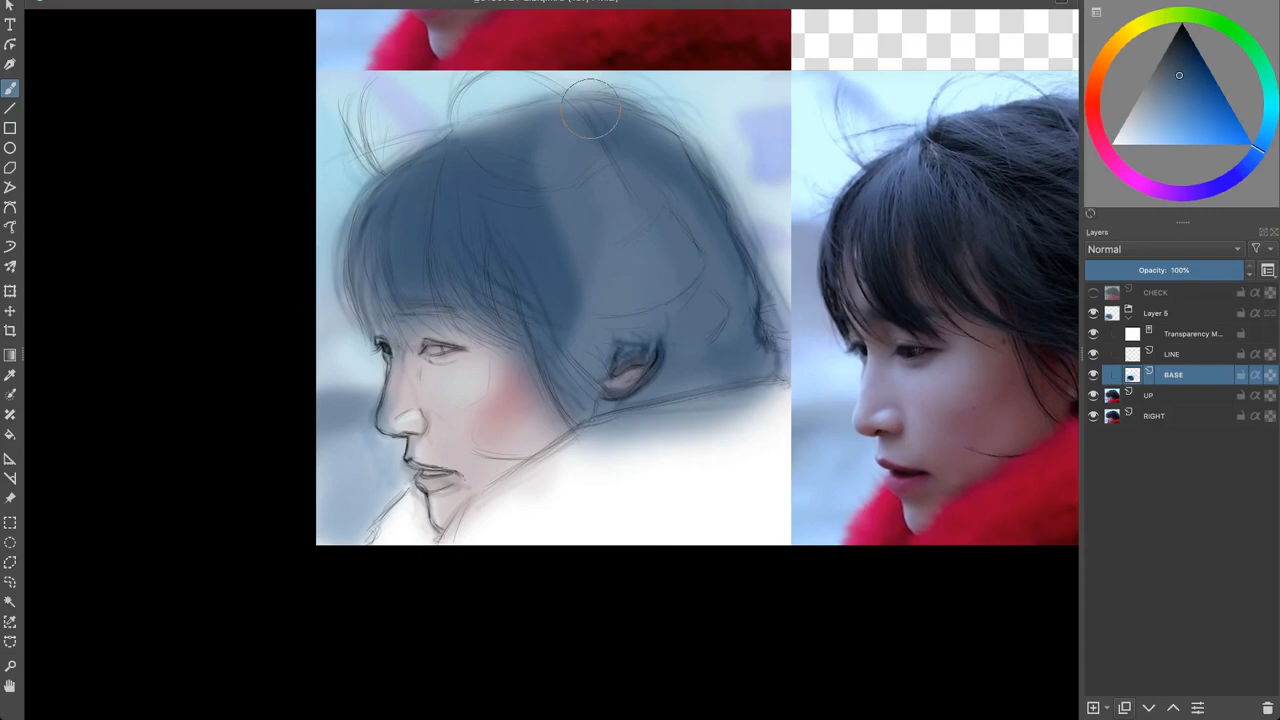 Layers
Normal
Opacity: 100%
CHECK
Layer 5
Transparency M...
LINE
BASE
UP
RIGHT